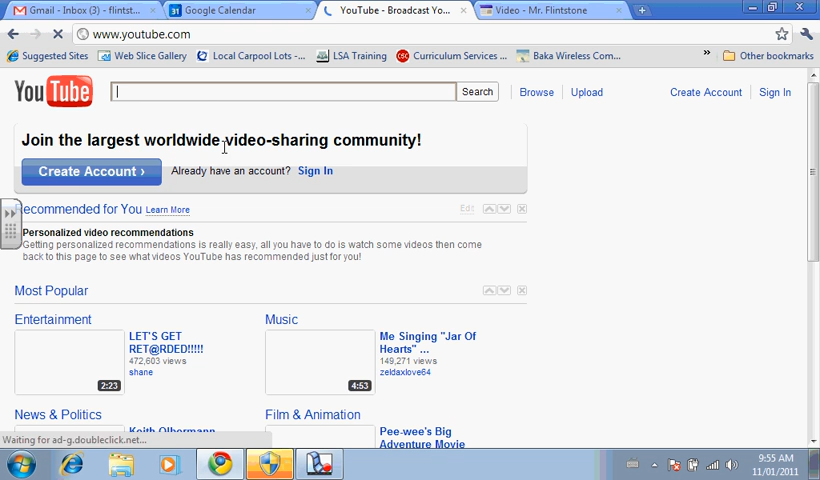 Gmail - Inbox (3) - flintst...
31 Google Calendar
YouTube - Broadcast Yo...
Video - Mr. Flintstone
www.youtube.com
Suggested Sites
Web Slice Gallery
Local Carpool Lots -...
LSA Training
CSC Curriculum Services ...
Baka Wireless Com...
»
Other bookmarks
YouTube
Search
Browse
Upload
Create Account
Sign In
Join the largest worldwide video-sharing community!
Create Account ›
Already have an account? Sign In
Recommended for You Learn More
Edit
Personalized video recommendations
Getting personalized recommendations is really easy, all you have to do is watch some videos then come
back to this page to see what videos YouTube has recommended just for you!
Most Popular
Entertainment
LET'S GET
RET@RDED!!!!!
472,603 views
shane
2:23
Music
Me Singing "Jar Of
Hearts" ...
149,271 views
zeldaxlove64
4:53
News & Politics
Keith Olbermann
Film & Animation
Pee-wee's Big
Adventure Movie
Waiting for ad-g.doubleclick.net...
9:55 AM
11/01/2011